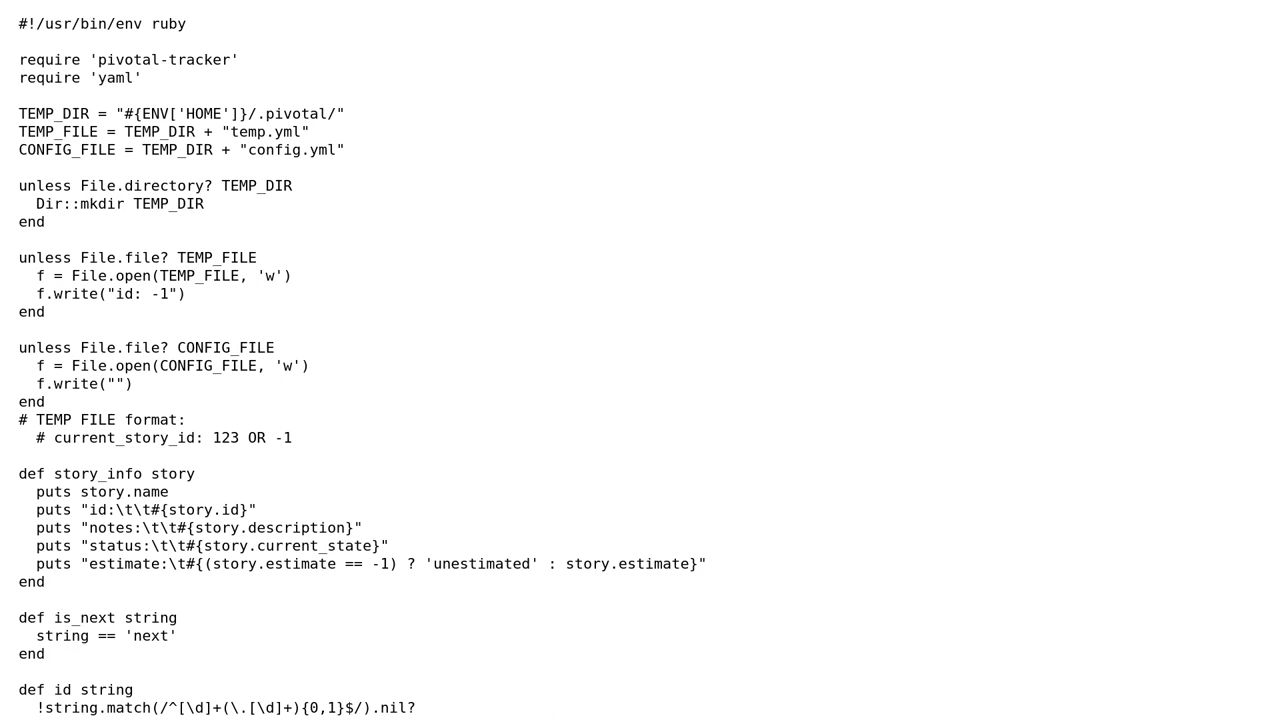 #!/usr/bin/env ruby

require 'pivotal-tracker'
require 'yaml'

TEMP_DIR = "#{ENV['HOME']}/.pivotal/"
TEMP_FILE = TEMP_DIR + "temp.yml"
CONFIG_FILE = TEMP_DIR + "config.yml"

unless File.directory? TEMP_DIR
  Dir::mkdir TEMP_DIR
end

unless File.file? TEMP_FILE
  f = File.open(TEMP_FILE, 'w')
  f.write("id: -1")
end

unless File.file? CONFIG_FILE
  f = File.open(CONFIG_FILE, 'w')
  f.write("")
end
# TEMP FILE format:
  # current_story_id: 123 OR -1

def story_info story
  puts story.name
  puts "id:\t\t#{story.id}"
  puts "notes:\t\t#{story.description}"
  puts "status:\t\t#{story.current_state}"
  puts "estimate:\t#{(story.estimate == -1) ? 'unestimated' : story.estimate}"
end

def is_next string
  string == 'next'
end

def id string
  !string.match(/^[\d]+(\.[\d]+){0,1}$/).nil?